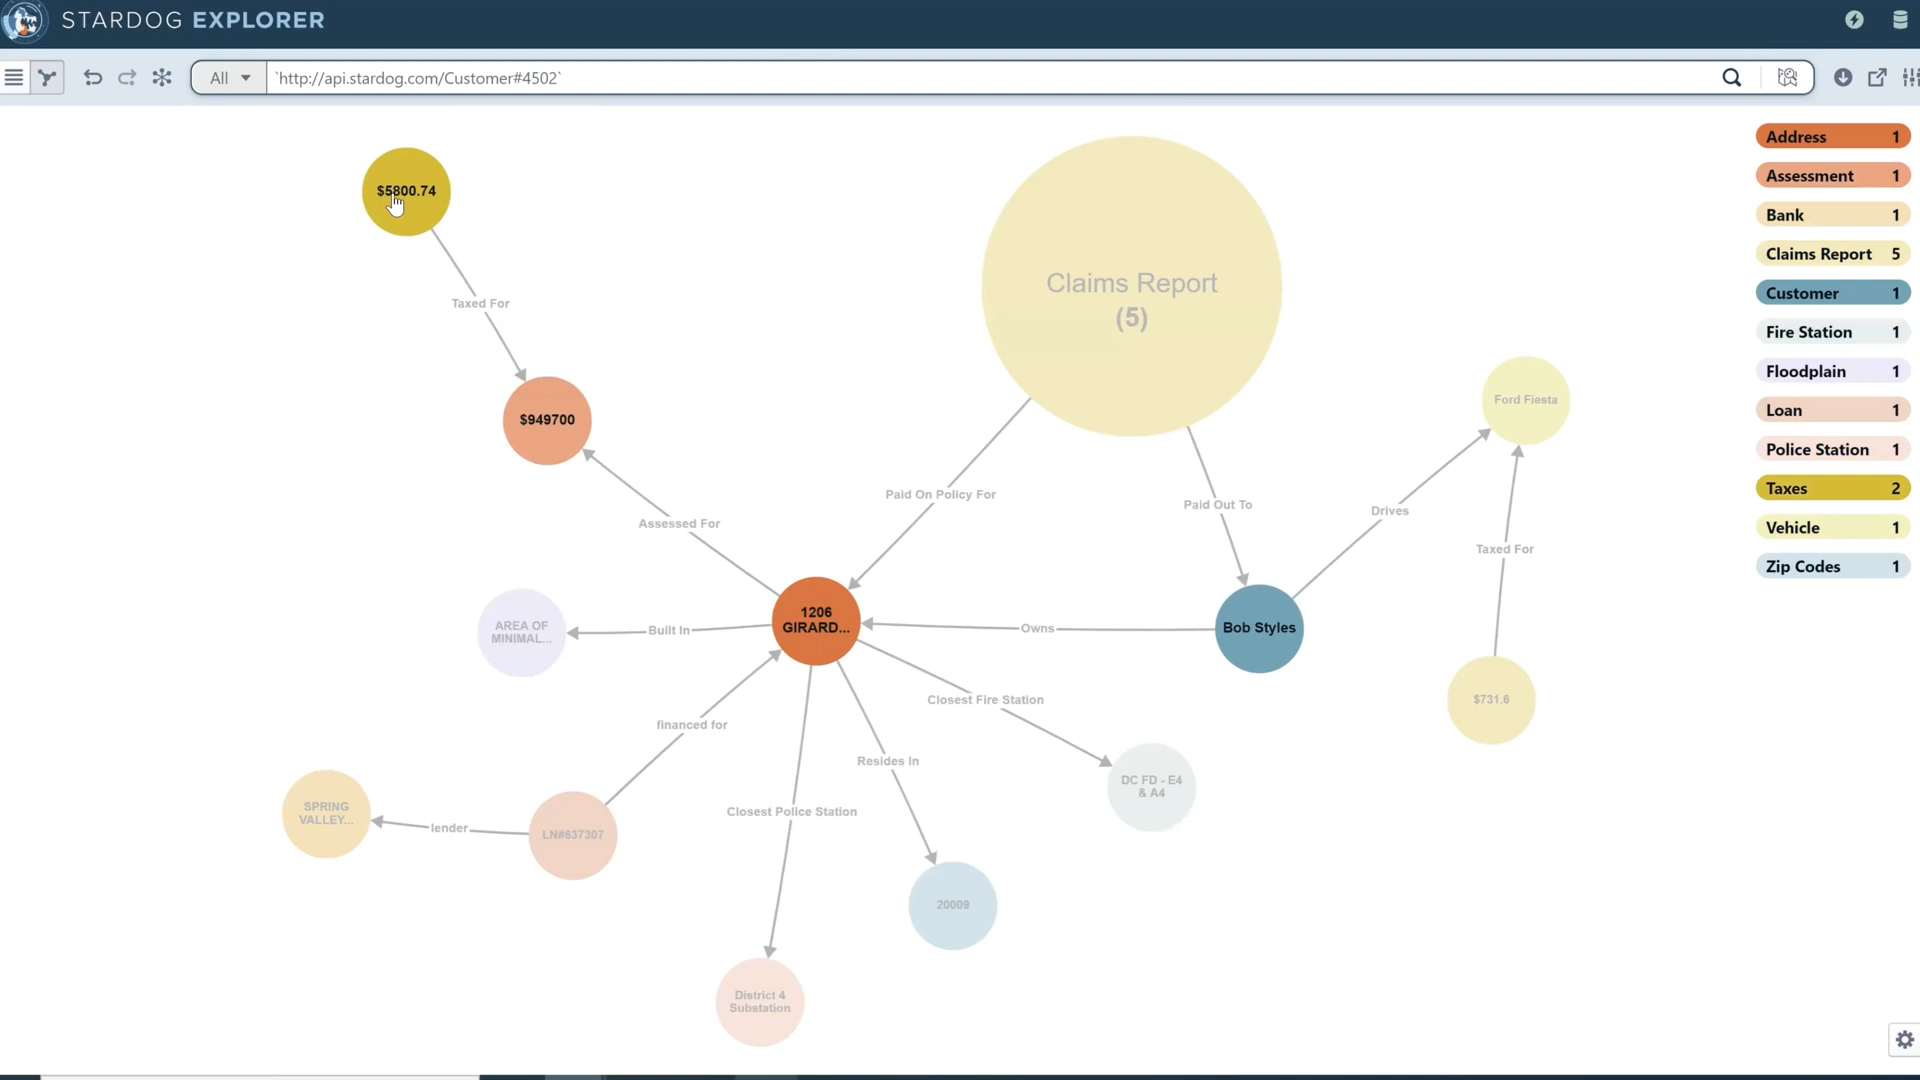 STARDOG EXPLORER
All
`http://api.stardog.com/Customer#4502`
Address 1
Assessment 1
Bank 1
Claims Report 5
Customer 1
Fire Station 1
Floodplain 1
Loan 1
Police Station 1
Taxes 2
Vehicle 1
Zip Codes 1
$5800.74
Taxed For
$949700
Claims Report
(5)
Ford Fiesta
Paid On Policy For
Paid Out To
Drives
Assessed For
Taxed For
AREA OF
MINIMAL...
Built In
1206
GIRARD...
Owns
Bob Styles
$731.6
Closest Fire Station
financed for
Resides In
DC FD - E4
& A4
SPRING
VALLEY...
lender
LN#637307
Closest Police Station
20009
District 4
Substation